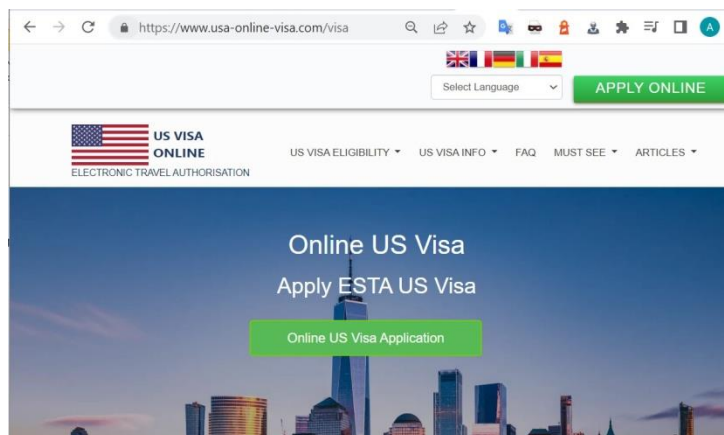 https://www.usa-online-visa.com/visa
A
Select Language
APPLY ONLINE
US VISA
ONLINE
ELECTRONIC TRAVEL AUTHORISATION
US VISA ELIGIBILITY
US VISA INFO
FAQ
MUST SEE
ARTICLES
Online US Visa
Apply ESTA US Visa
Online US Visa Application